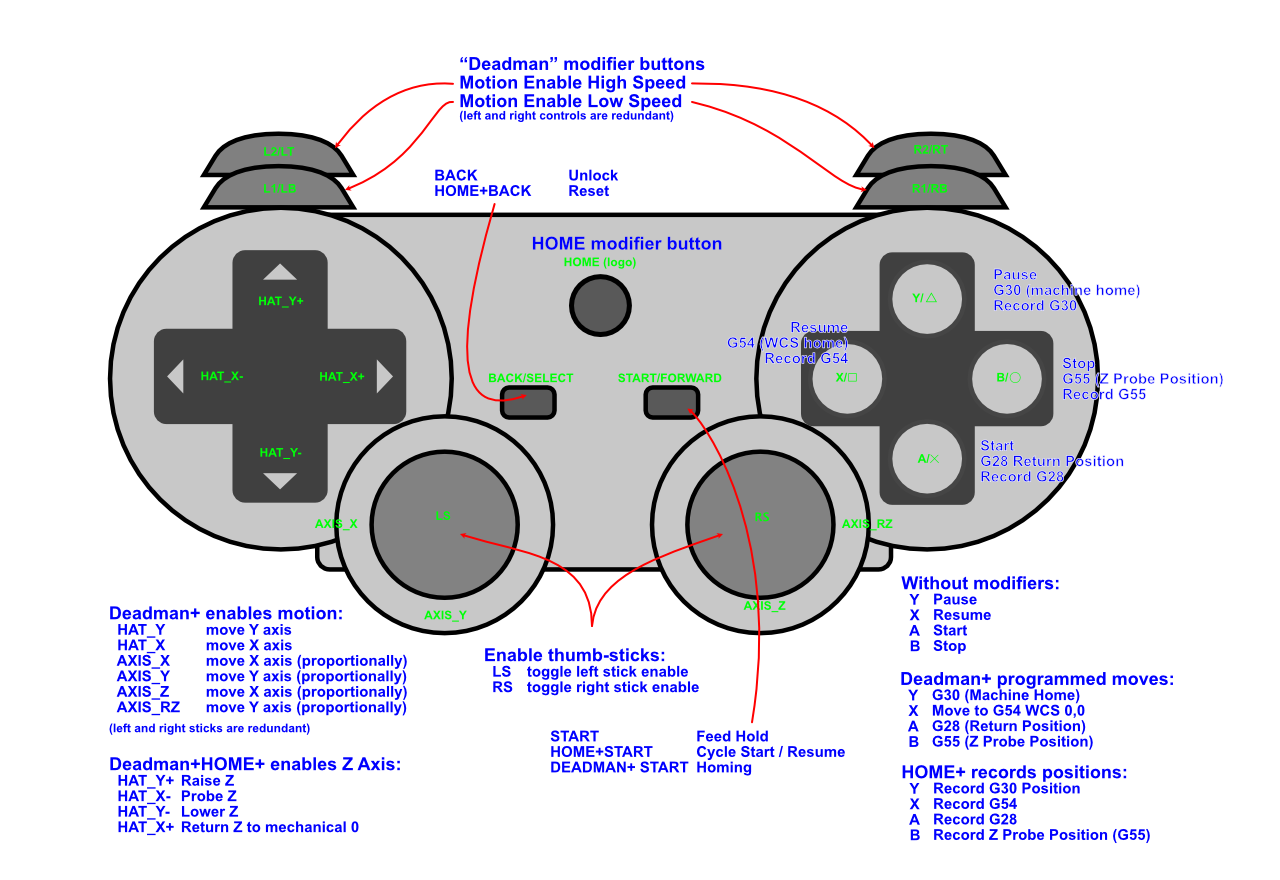 “Deadman” modifier buttons
Motion Enable High Speed
Motion Enable Low Speed
(left and right controls are redundant)
L2/LT
L1/LB
R2/RT
R1/RB
BACK Unlock
HOME+BACK Reset
HOME modifier button
HOME (logo)
HAT_Y+
HAT_X-
HAT_X+
HAT_Y-
BACK/SELECT
START/FORWARD
Y/△
X/□
B/○
A/×
Pause
G30 (machine home)
Record G30
Resume
G54 (WCS home)
Record G54
Stop
G55 (Z Probe Position)
Record G55
Start
G28 Return Position
Record G28
LS
RS
AXIS_X
AXIS_Y
AXIS_Z
AXIS_RZ
Deadman+ enables motion:
HAT_Y move Y axis
HAT_X move X axis
AXIS_X move X axis (proportionally)
AXIS_Y move Y axis (proportionally)
AXIS_Z move X axis (proportionally)
AXIS_RZ move Y axis (proportionally)
(left and right sticks are redundant)
Deadman+HOME+ enables Z Axis:
HAT_Y+ Raise Z
HAT_X- Probe Z
HAT_Y- Lower Z
HAT_X+ Return Z to mechanical 0
Enable thumb-sticks:
LS toggle left stick enable
RS toggle right stick enable
START Feed Hold
HOME+START Cycle Start / Resume
DEADMAN+ START Homing
Without modifiers:
Y Pause
X Resume
A Start
B Stop
Deadman+ programmed moves:
Y G30 (Machine Home)
X Move to G54 WCS 0,0
A G28 (Return Position)
B G55 (Z Probe Position)
HOME+ records positions:
Y Record G30 Position
X Record G54
A Record G28
B Record Z Probe Position (G55)